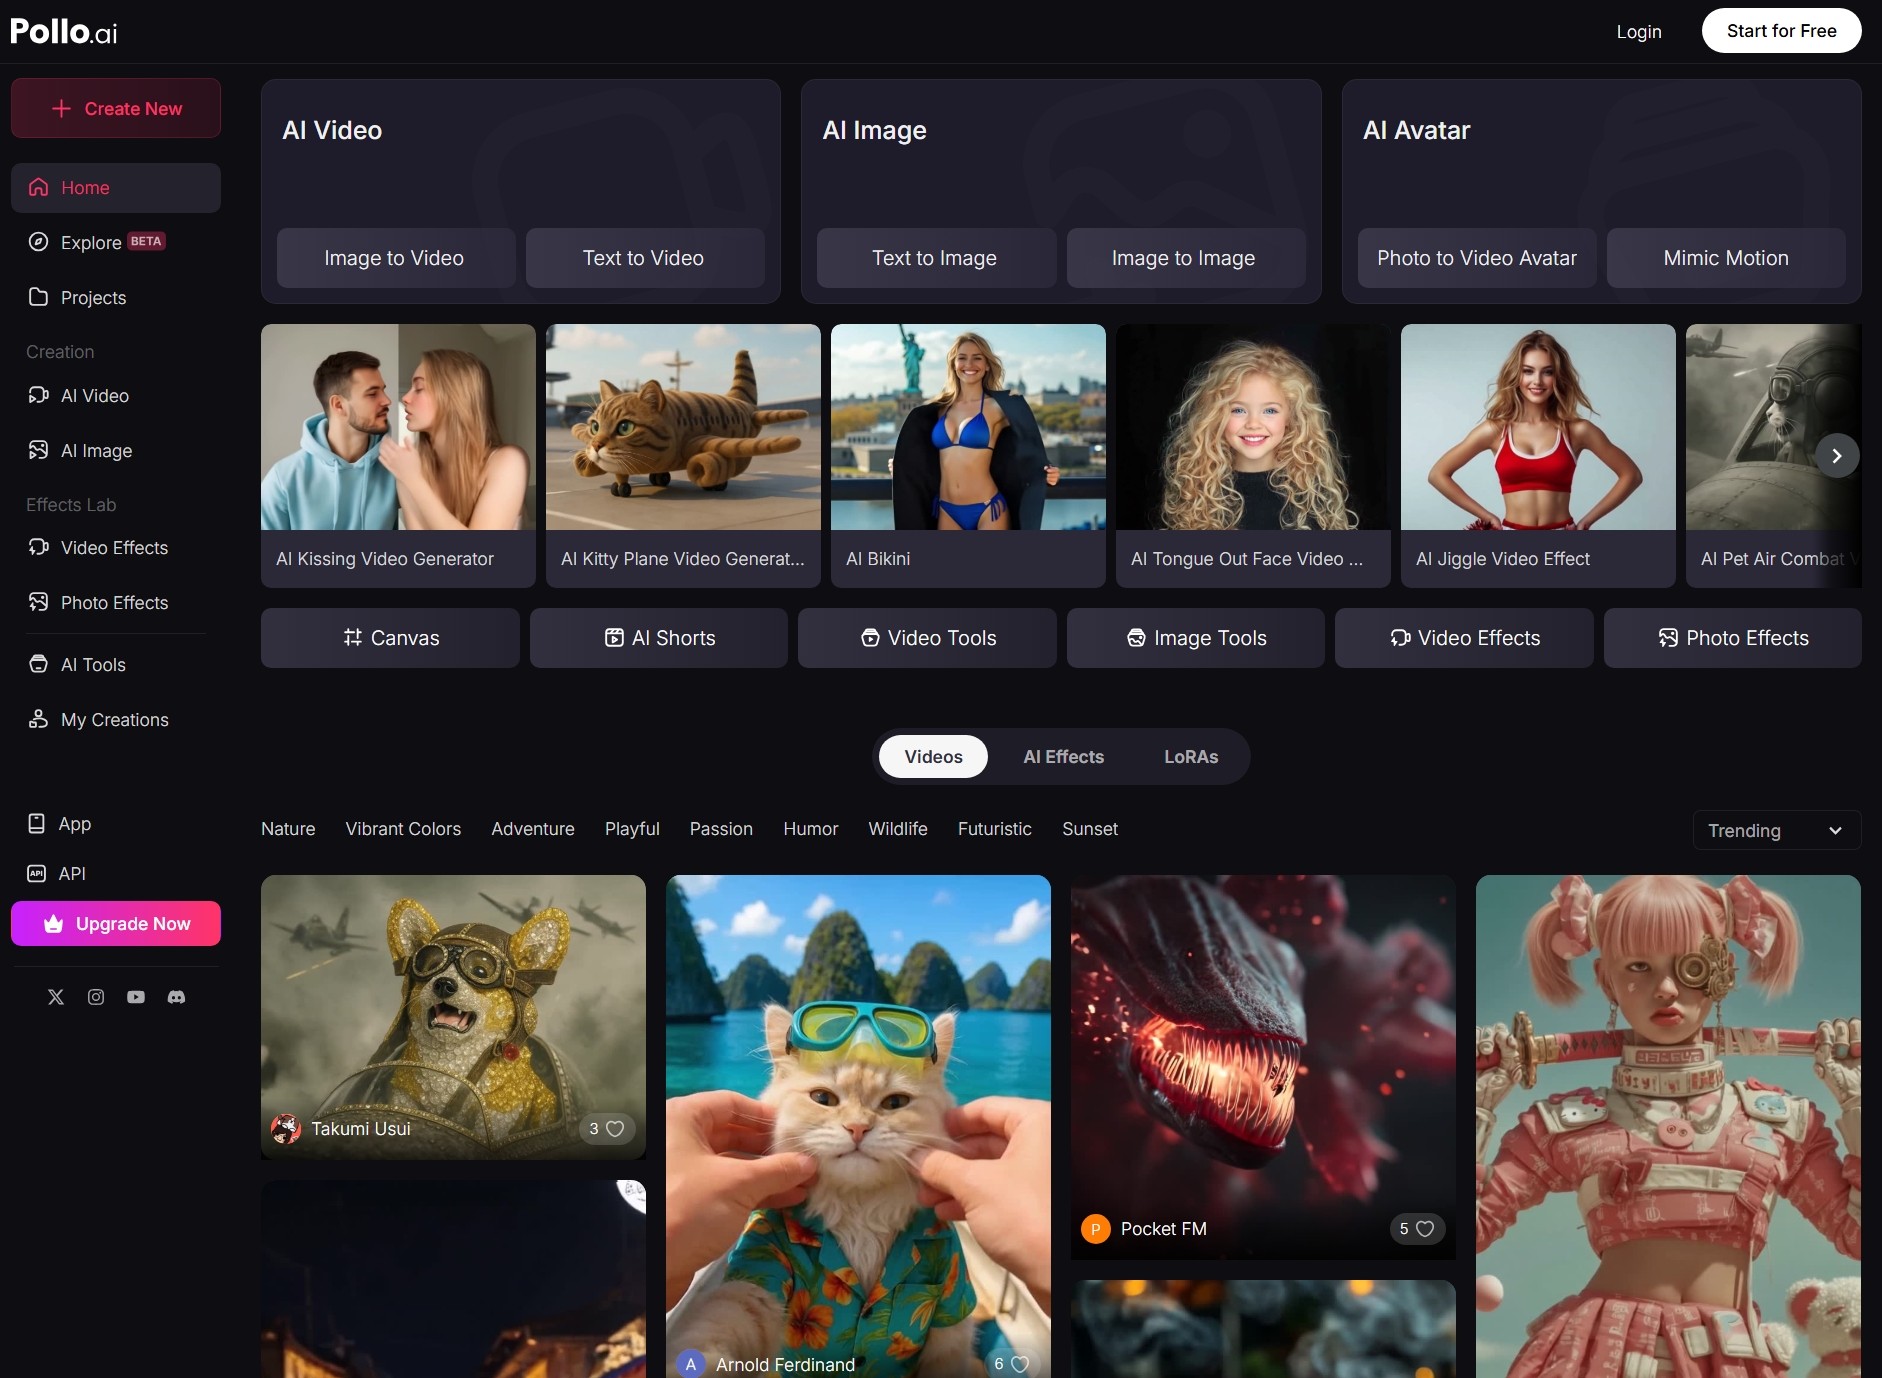 Pollo.ai
Login
Start for Free
Create New
Home
Explore BETA
Projects
Creation
AI Video
AI Image
Effects Lab
Video Effects
Photo Effects
AI Tools
My Creations
App
API API
Upgrade Now
AI Video
Image to Video
Text to Video
AI Image
Text to Image
Image to Image
AI Avatar
Photo to Video Avatar
Mimic Motion
AI Kissing Video Generator
AI Kitty Plane Video Generat...
AI Bikini
AI Tongue Out Face Video ...
AI Jiggle Video Effect
AI Pet Air Combat V
Canvas
AI Shorts
Video Tools
Image Tools
Video Effects
Photo Effects
Videos
AI Effects
LoRAs
Nature
Vibrant Colors
Adventure
Playful
Passion
Humor
Wildlife
Futuristic
Sunset
Trending
Takumi Usui
3
A Arnold Ferdinand
6
P Pocket FM
5